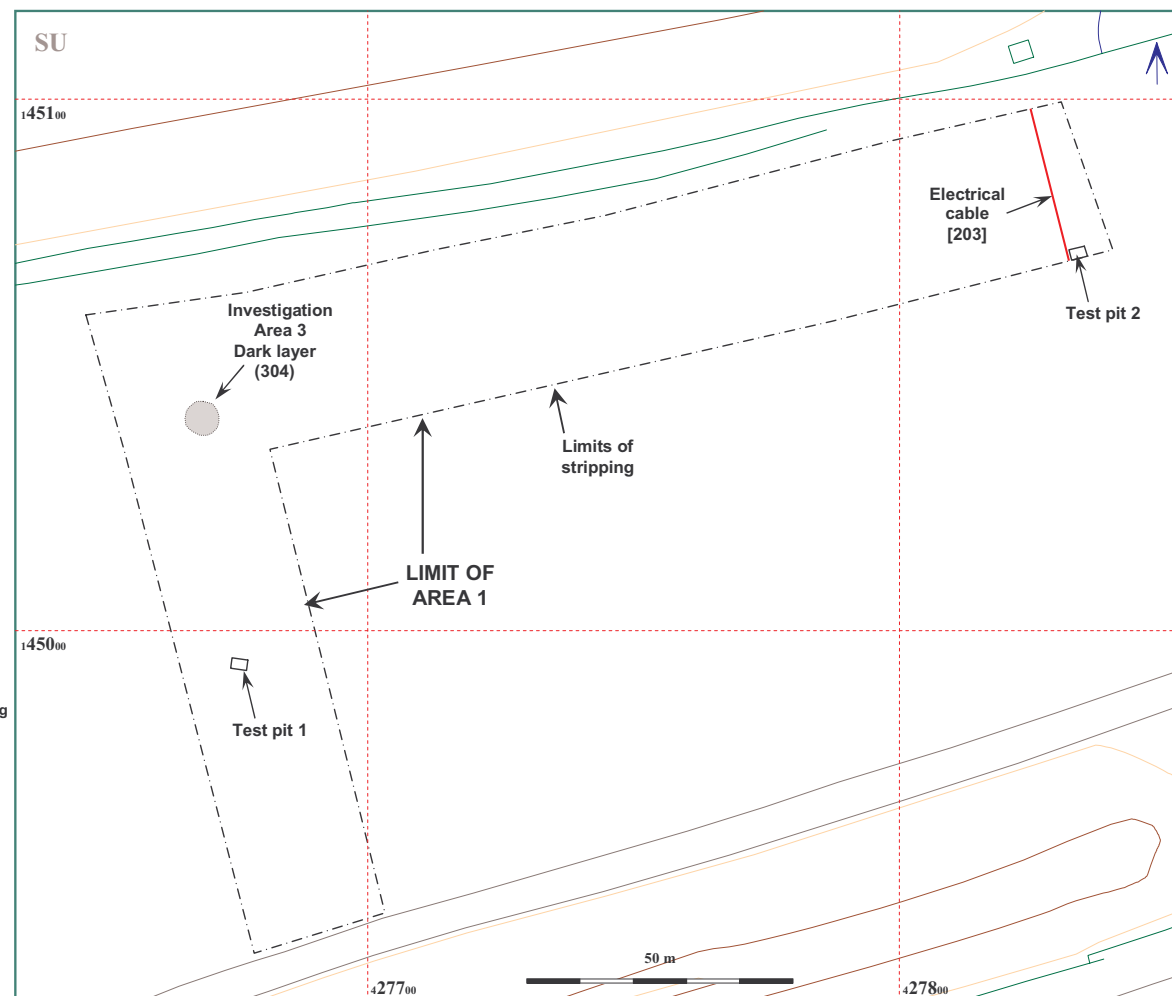 SU
145100
Electrical
cable
[203]
Test pit 2
Investigation
Area 3
Dark layer
(304)
Limits of
stripping
LIMIT OF
AREA 1
145000
g
Test pit 1
50 m
427700
427800